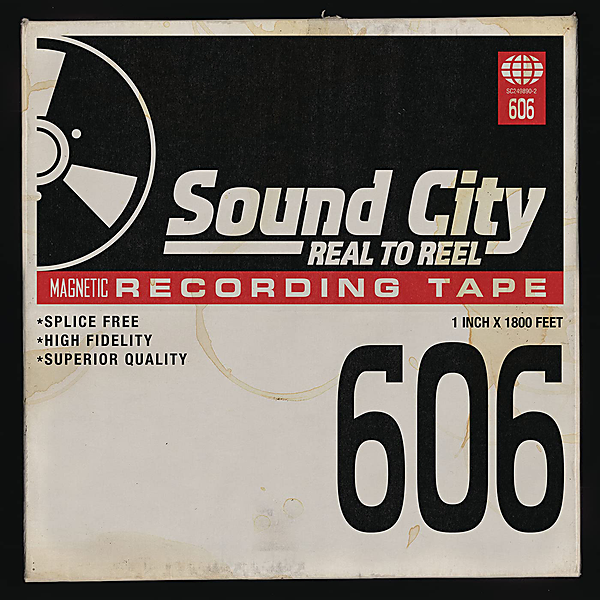 SC249890-2
606
Sound City
REAL TO REEL
MAGNETIC RECORDING TAPE
*SPLICE FREE
*HIGH FIDELITY
*SUPERIOR QUALITY
1 INCH X 1800 FEET
606